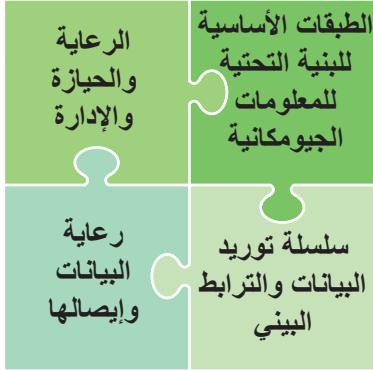 الطبقات الأساسية
للبنية التحتية
للمعلومات
الجيومكانية
الرعاية
والحيازة
والإدارة
سلسلة توريد
البيانات والترابط
البيني
رعاية
البيانات
وإيصالها